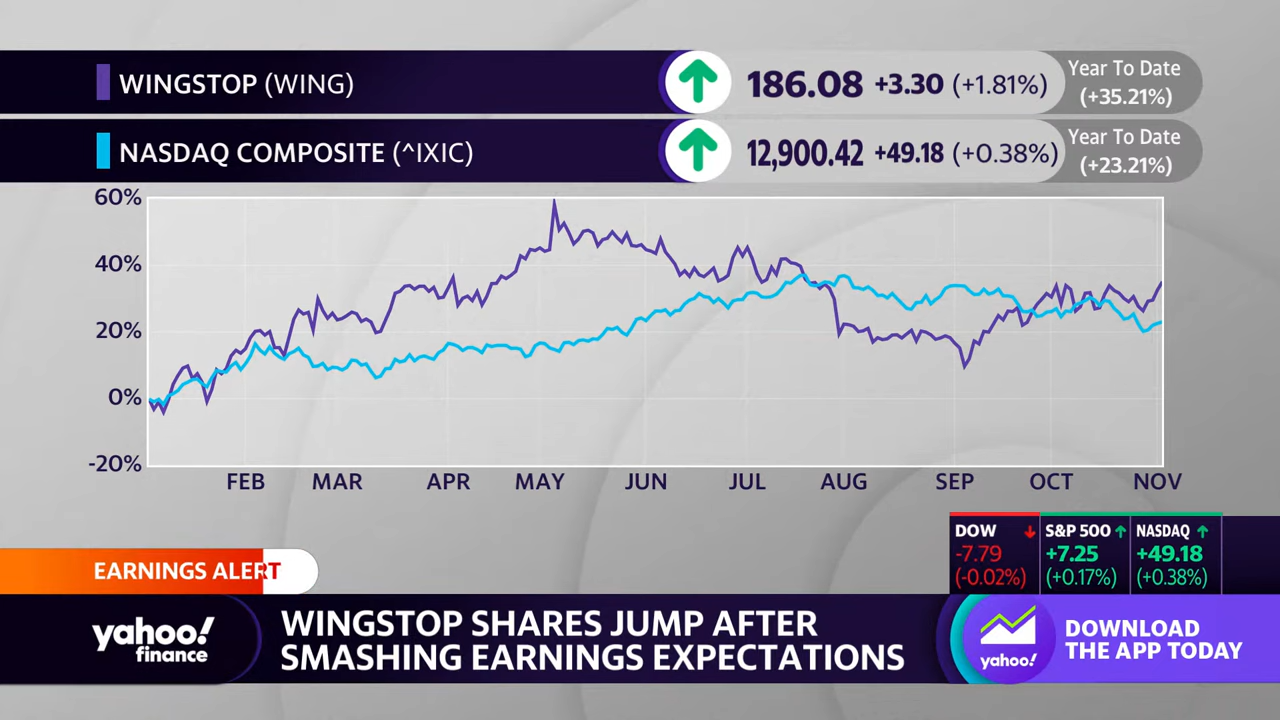 WINGSTOP (WING) 186.08 +3.30 (+1.81%) Year To Date (+35.21%)
NASDAQ COMPOSITE (^IXIC) 12,900.42 +49.18 (+0.38%) Year To Date (+23.21%)
60%
40%
20%
0%
-20%
FEB MAR APR MAY JUN JUL AUG SEP OCT NOV
DOW S&P 500 NASDAQ
-7.79 +7.25 +49.18
(-0.02%) (+0.17%) (+0.38%)
EARNINGS ALERT
yahoo!
finance
WINGSTOP SHARES JUMP AFTER
SMASHING EARNINGS EXPECTATIONS
yahoo!
DOWNLOAD
THE APP TODAY